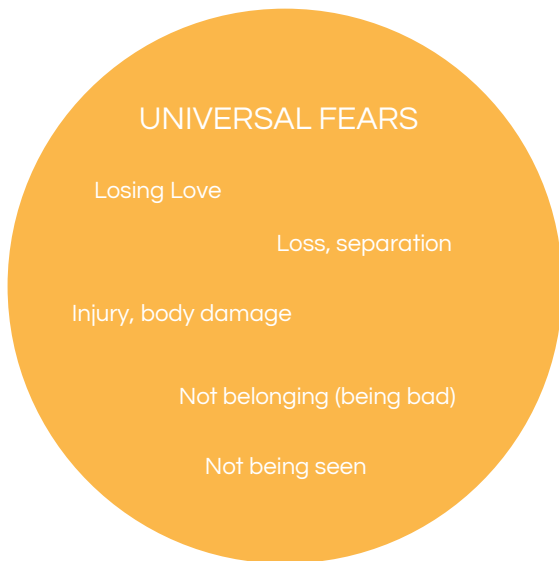 UNIVERSAL FEARS
Losing Love
Loss, separation
Injury, body damage
Not belonging (being bad)
Not being seen